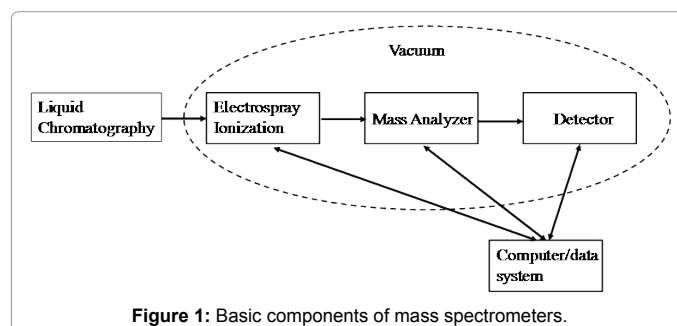 Vacuum
Liquid
Chromatography
Electrospray
Ionization
Mass Analyzer
Detector
Computer/data
system
Figure 1: Basic components of mass spectrometers.